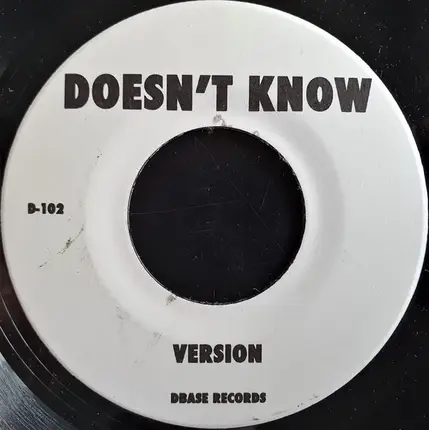 DOESN'T KNOW
D-102
VERSION
DBASE RECORDS